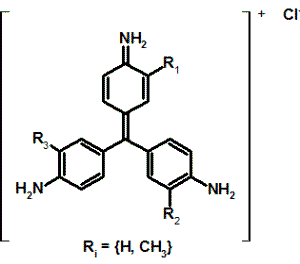 NH₂
+
Cl⁻
R₁
R₃
H₂N
NH₂
R₂
Rᵢ = {H, CH₃}